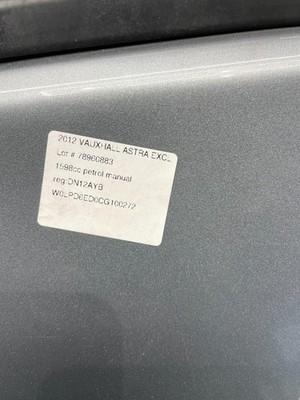 2012 VAUXHALL ASTRA EXCL
Lot # 78960883
1598cc petrol manual
reg:DN12AYB
W0LPD6ED0CG100272